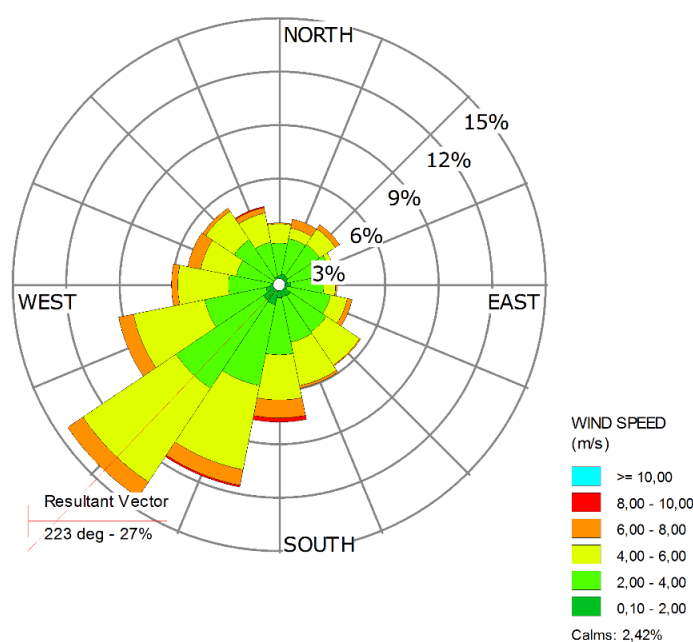 NORTH
15%
12%
9%
6%
3%
WEST
EAST
WIND SPEED
(m/s)
>= 10,00
8,00 - 10,00
6,00 - 8,00
4,00 - 6,00
2,00 - 4,00
0,10 - 2,00
Calms: 2,42%
Resultant Vector
223 deg - 27%
SOUTH